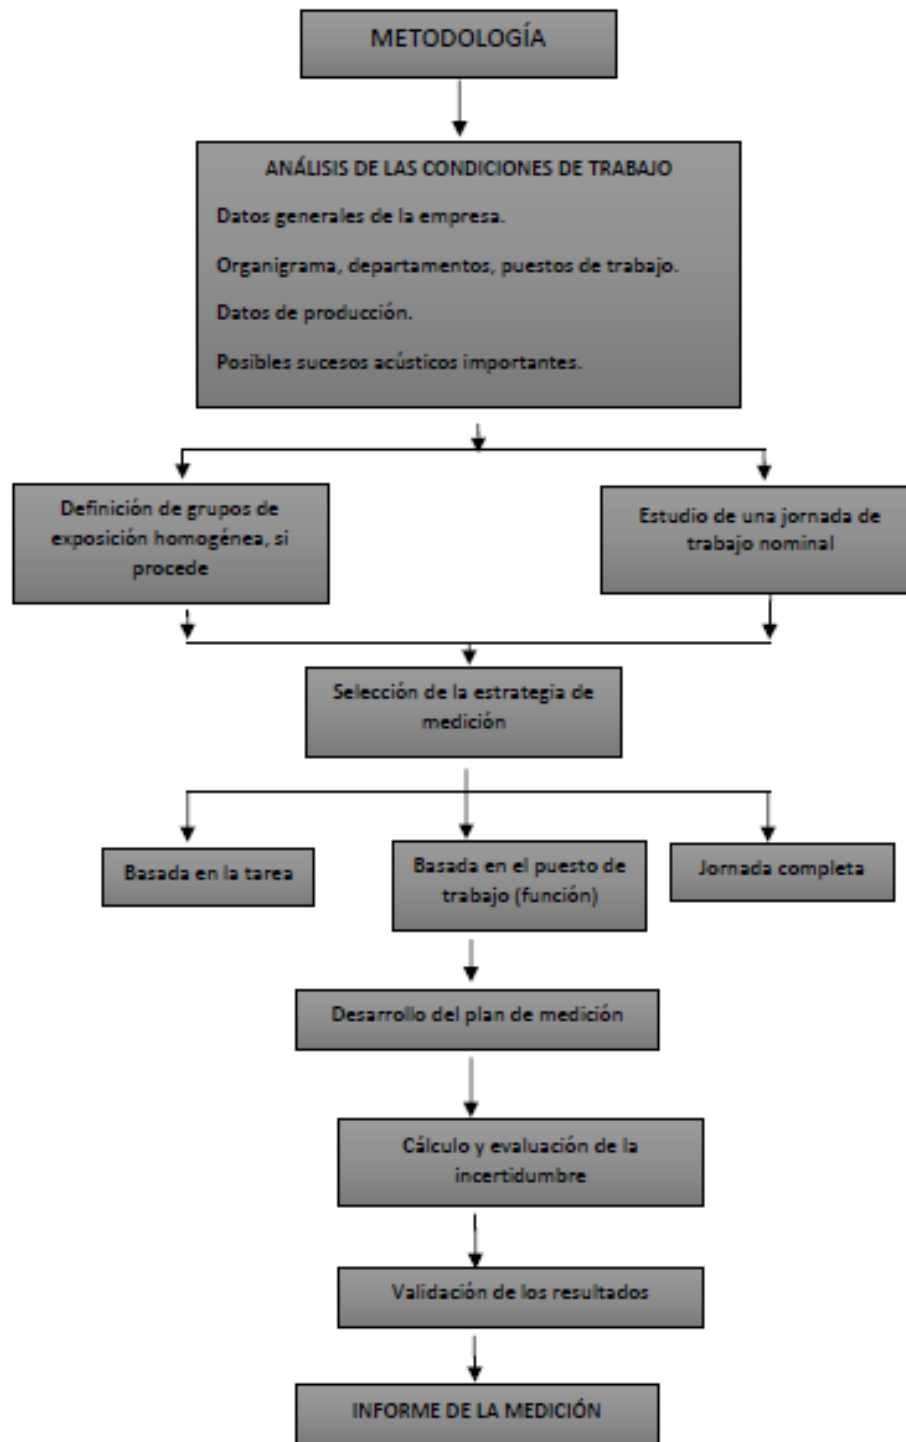 METODOLOGÍA
ANÁLISIS DE LAS CONDICIONES DE TRABAJO
Datos generales de la empresa.
Organigrama, departamentos, puestos de trabajo.
Datos de producción.
Posibles sucesos acústicos importantes.
Definición de grupos de
exposición homogénea, si
procede
Estudio de una jornada de
trabajo nominal
Selección de la estrategia de
medición
Basada en la tarea
Basada en el puesto de
trabajo (función)
Jornada completa
Desarrollo del plan de medición
Cálculo y evaluación de la
incertidumbre
Validación de los resultados
INFORME DE LA MEDICIÓN